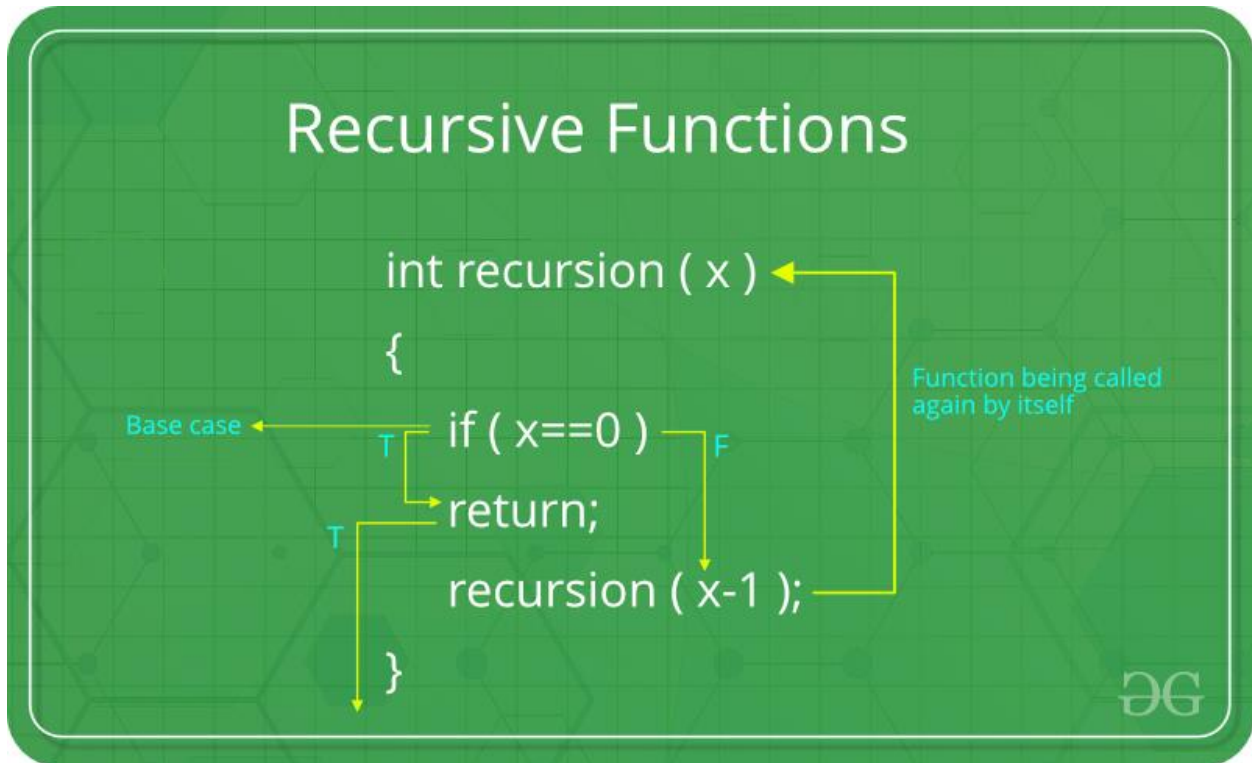 Recursive Functions
int recursion ( x )
{
Function being called
again by itself
Base case
T
if ( x==0 )
F
return;
T
recursion ( x-1 );
}
GG